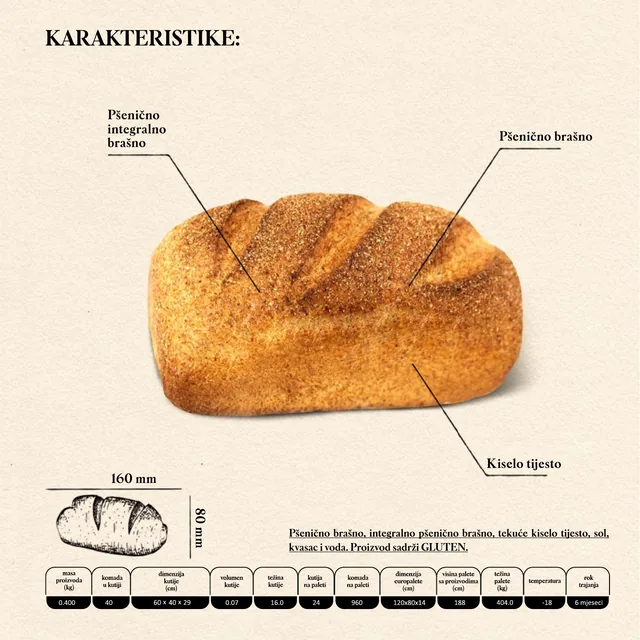 KARAKTERISTIKE:
Pšenično
integralno
brašno
Pšenično brašno
Kiselo tijesto
160 mm
80 mm
Pšenično brašno, integralno pšenično brašno, tekuće kiselo tijesto, sol,
kvasac i voda. Proizvod sadrži GLUTEN.
masa proizvoda (kg) komada u kutiji dimenzija kutije (cm) volumen kutije težina kutije kutija na paleti komada na paleti dimenzija europalete (cm) visina palete sa proizvodima (cm) težina palete (kg) temperatura rok trajanja
0.400 40 60 x 40 x 29 0.07 16.0 24 960 120x80x14 188 404.0 -18 6 mjeseci